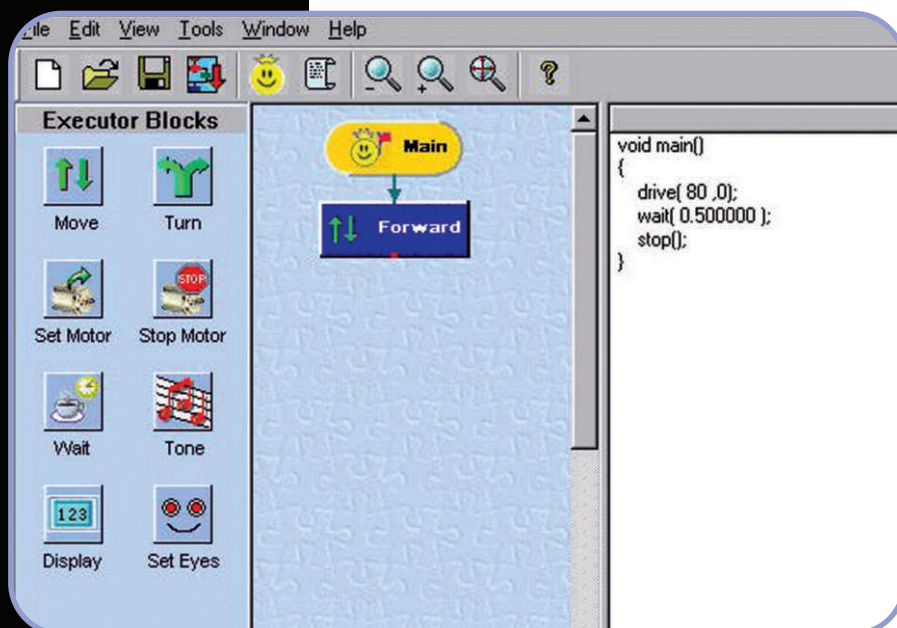 File Edit View Tools Window Help
?
Executor Blocks
Move Turn
Set Motor Stop Motor
STOP
Wait Tone
123
Display Set Eyes
Main
Forward
void main()
{
drive( 80 ,0);
wait( 0.500000 );
stop();
}